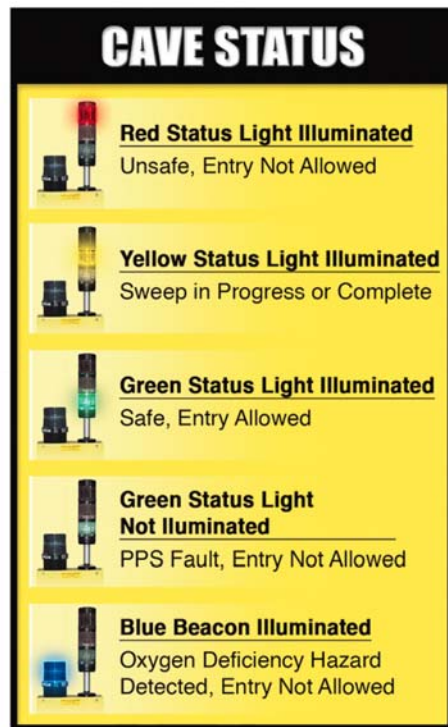 CAVE STATUS
Red Status Light Illuminated
Unsafe, Entry Not Allowed
Yellow Status Light Illuminated
Sweep in Progress or Complete
Green Status Light Illuminated
Safe, Entry Allowed
Green Status Light
Not Iluminated
PPS Fault, Entry Not Allowed
Blue Beacon Illuminated
Oxygen Deficiency Hazard
Detected, Entry Not Allowed